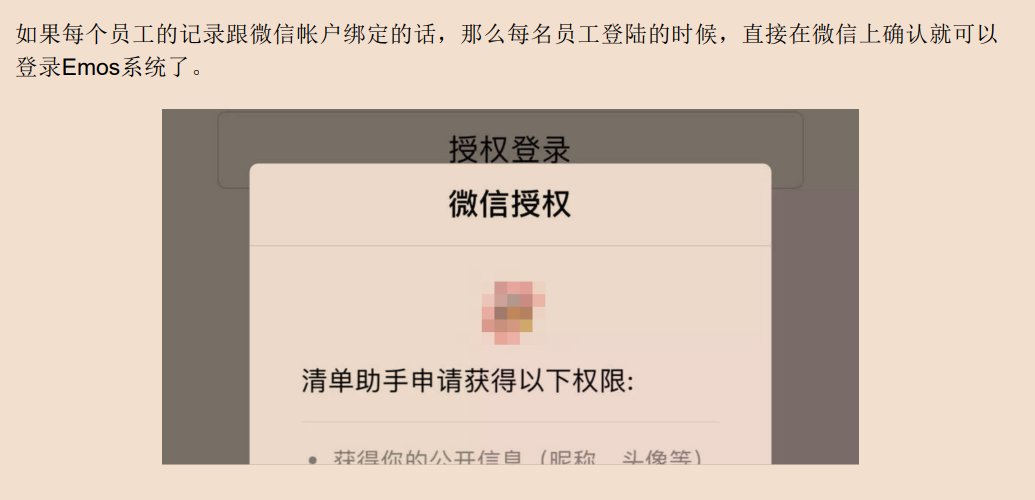 如果每个员工的记录跟微信帐户绑定的话，那么每名员工登陆的时候，直接在微信上确认就可以
登录Emos系统了。
授权登录
微信授权
清单助手申请获得以下权限:
• 获得你的公开信息（昵称、头像等）